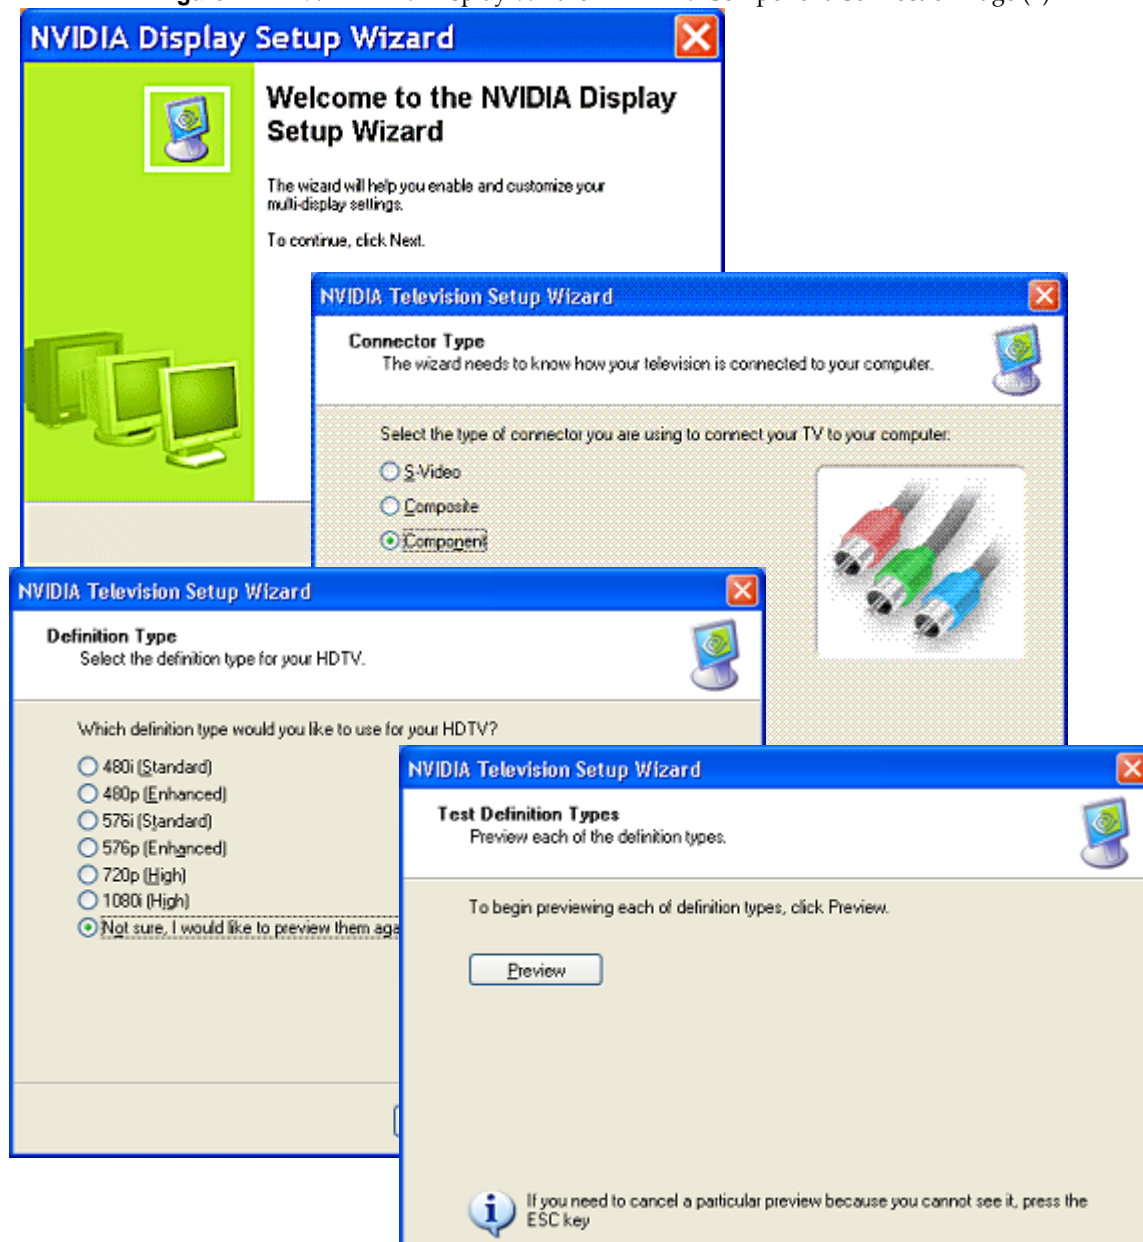 NVIDIA Display Setup Wizard
Welcome to the NVIDIA Display
Setup Wizard
The wizard will help you enable and customize your
multi-display settings.
To continue, click Next.
NVIDIA Television Setup Wizard
Connector Type
The wizard needs to know how your television is connected to your computer.
Select the type of connector you are using to connect your TV to your computer:
S-Video
Composite
Component
NVIDIA Television Setup Wizard
Definition Type
Select the definition type for your HDTV.
Which definition type would you like to use for your HDTV?
480i (Standard)
480p (Enhanced)
576i (Standard)
576p (Enhanced)
720p (High)
1080i (High)
Not sure, I would like to preview them aga
NVIDIA Television Setup Wizard
Test Definition Types
Preview each of the definition types.
To begin previewing each of definition types, click Preview.
Preview
If you need to cancel a particular preview because you cannot see it, press the
ESC key